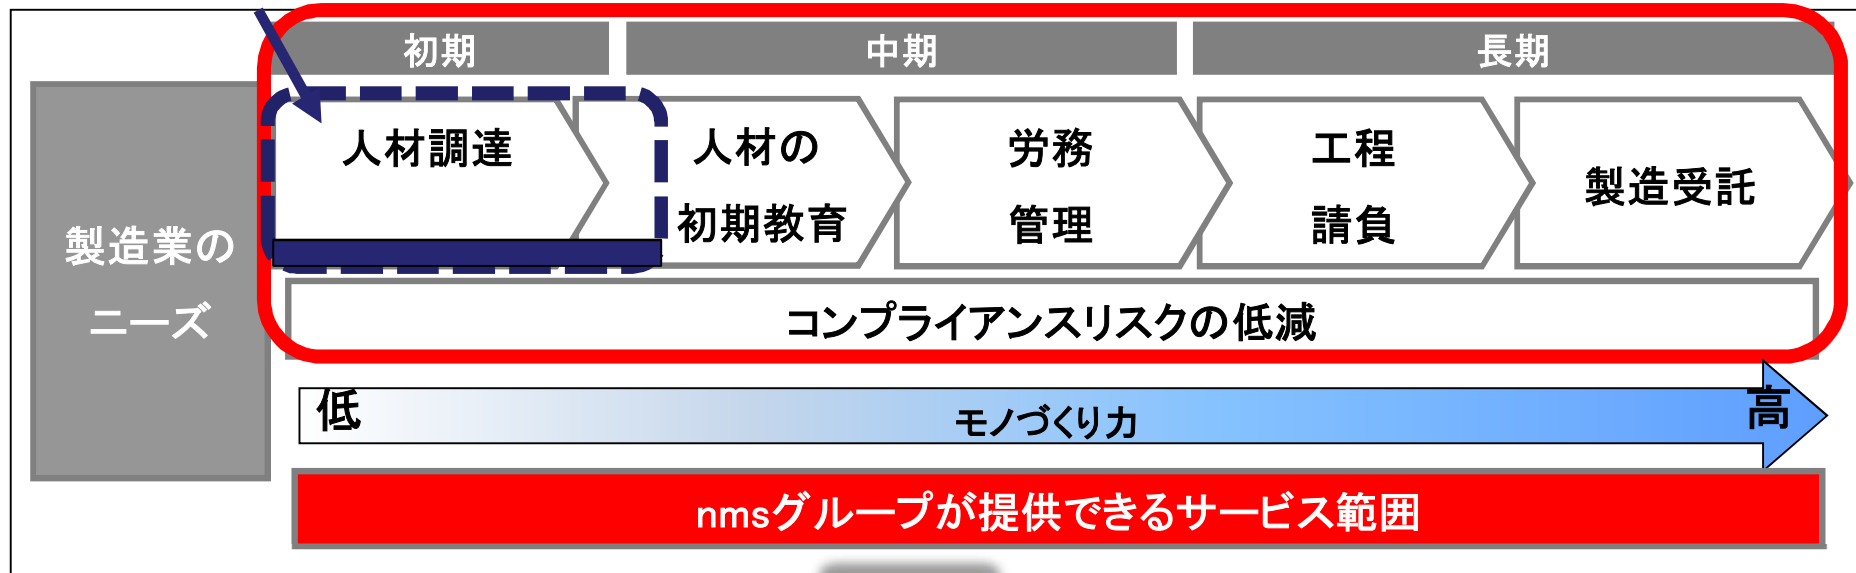 初期
中期
長期
製造業の
ニーズ
人材調達
人材の
初期教育
労務
管理
工程
請負
製造受託
コンプライアンスリスクの低減
低
モノづくり力
高
nmsグループが提供できるサービス範囲